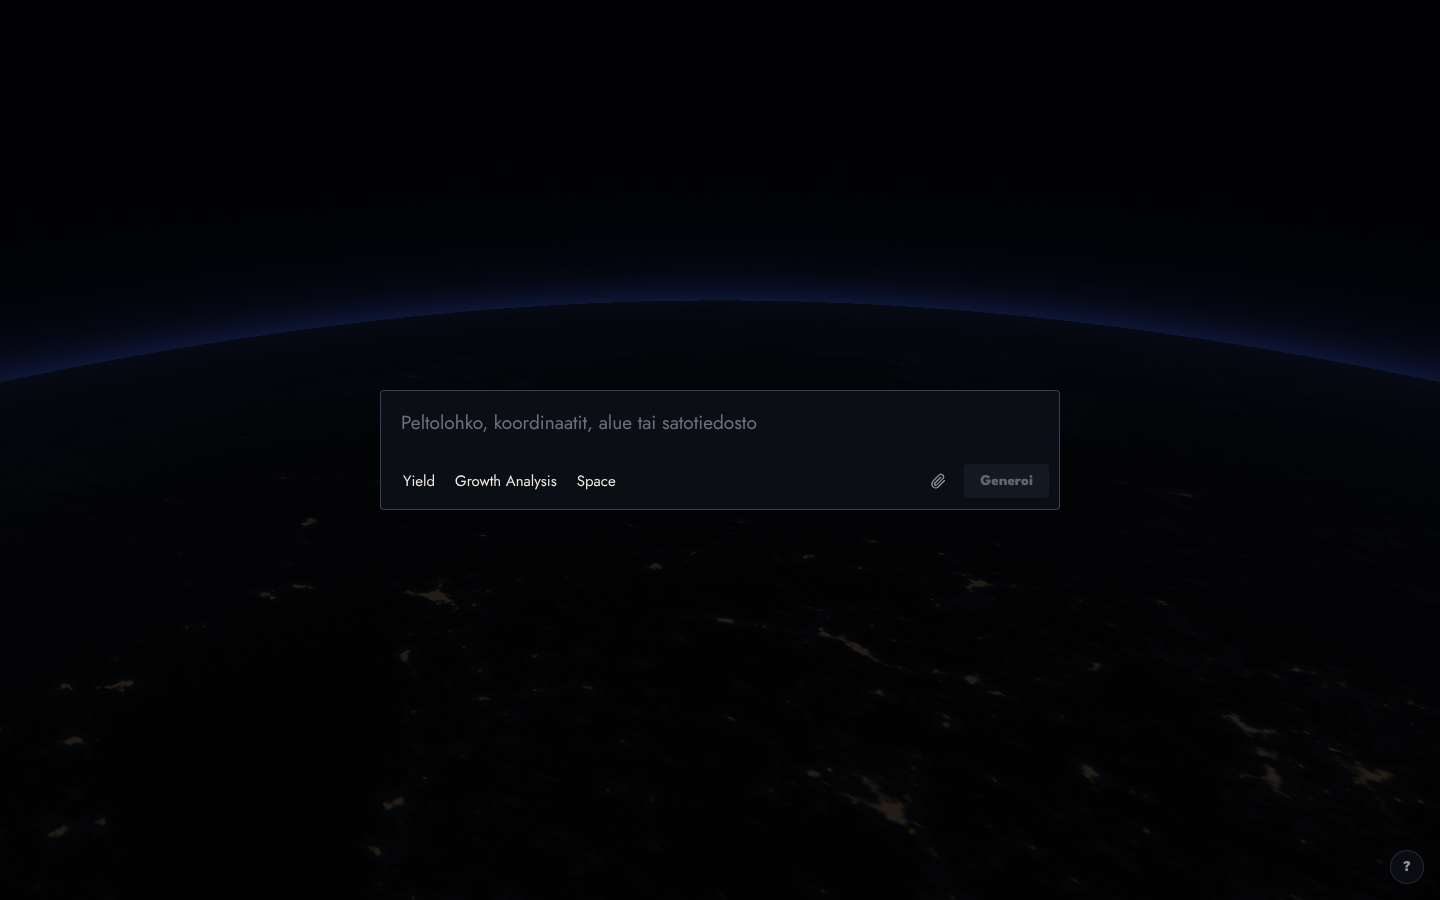 Peltolohko, koordinaatit, alue tai satotiedosto
Yield Growth Analysis Space Generoi
?